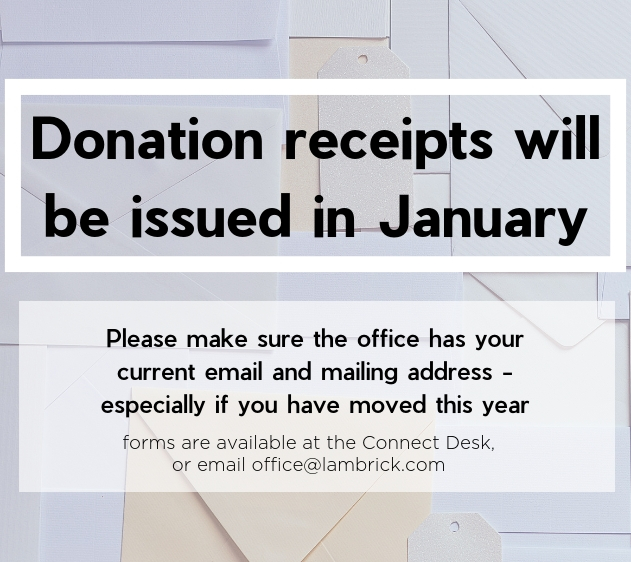 Donation receipts will
be issued in January
Please make sure the office has your
current email and mailing address -
especially if you have moved this year
forms are available at the Connect Desk,
or email office@lambrick.com